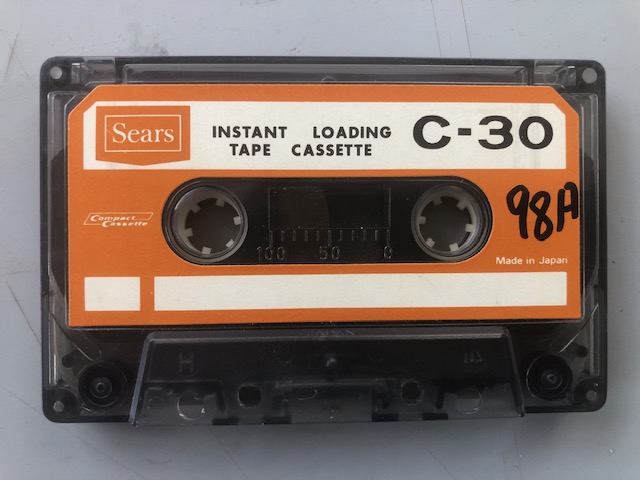 Sears
INSTANT LOADING
TAPE CASSETTE
C-30
Compact
Cassette
100 50 0
98A
Made in Japan
H